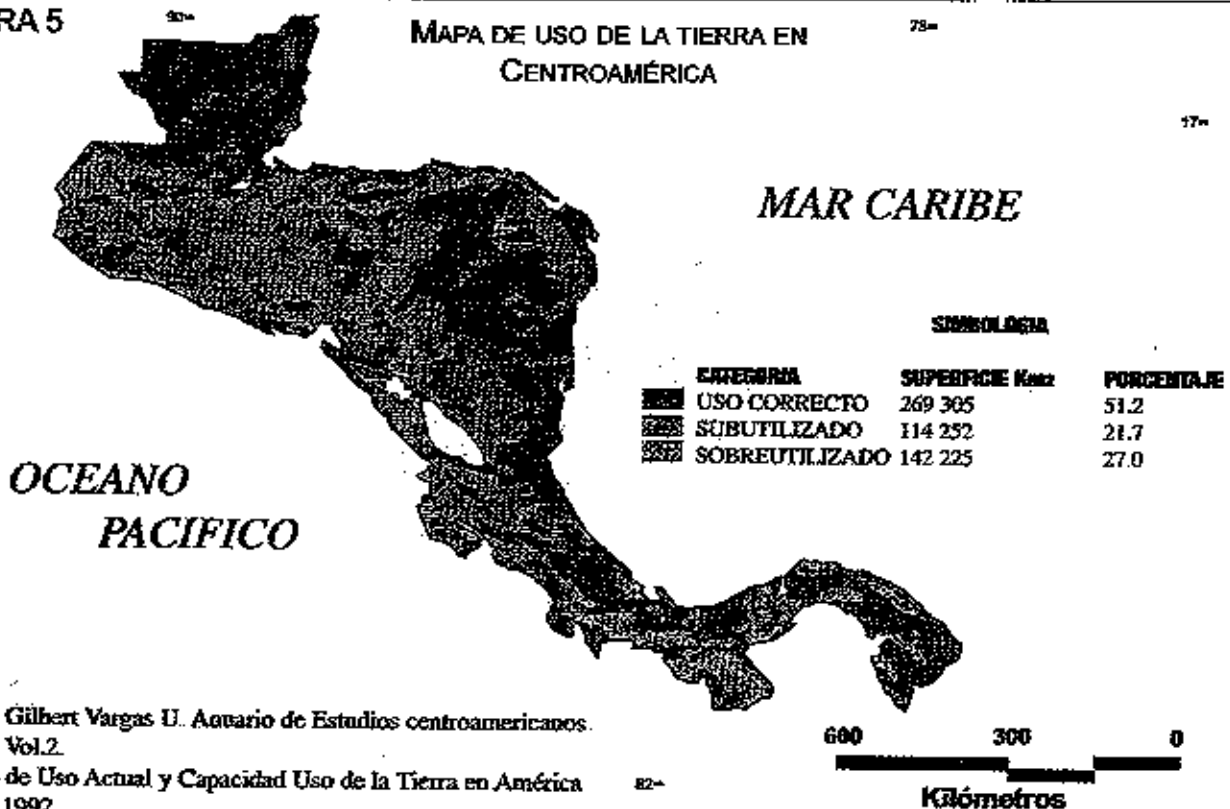 RA 5
MAPA DE USO DE LA TIERRA EN
CENTROAMÉRICA
MAR CARIBE
SIMBOLOGIA
CATEGORIA SUPERFICIE Km2 PORCENTAJE
USO CORRECTO 269 305 51.2
SUBUTILIZADO 114 252 21.7
SOBREUTILIZADO 142 225 27.0
OCEANO
PACIFICO
Gilbert Vargas U. Anuario de Estudios centroamericanos.
Vol.2.
de Uso Actual y Capacidad Uso de la Tierra en América
1992
600 300 0
Kilómetros